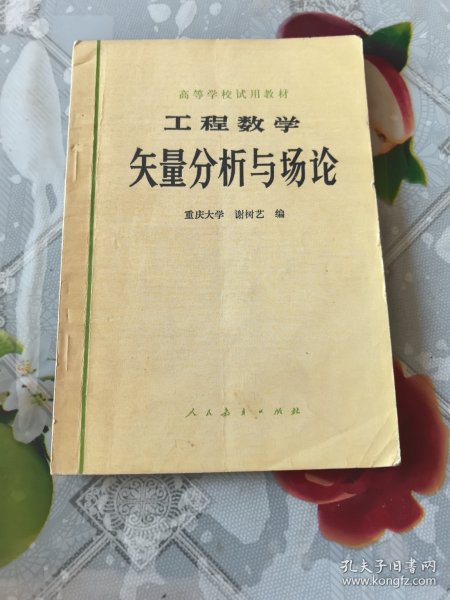 高等学校试用教材
工程数学
矢量分析与场论
重庆大学 谢树艺 编
人民教育出版社
孔夫子旧书网
www.kongfz.com